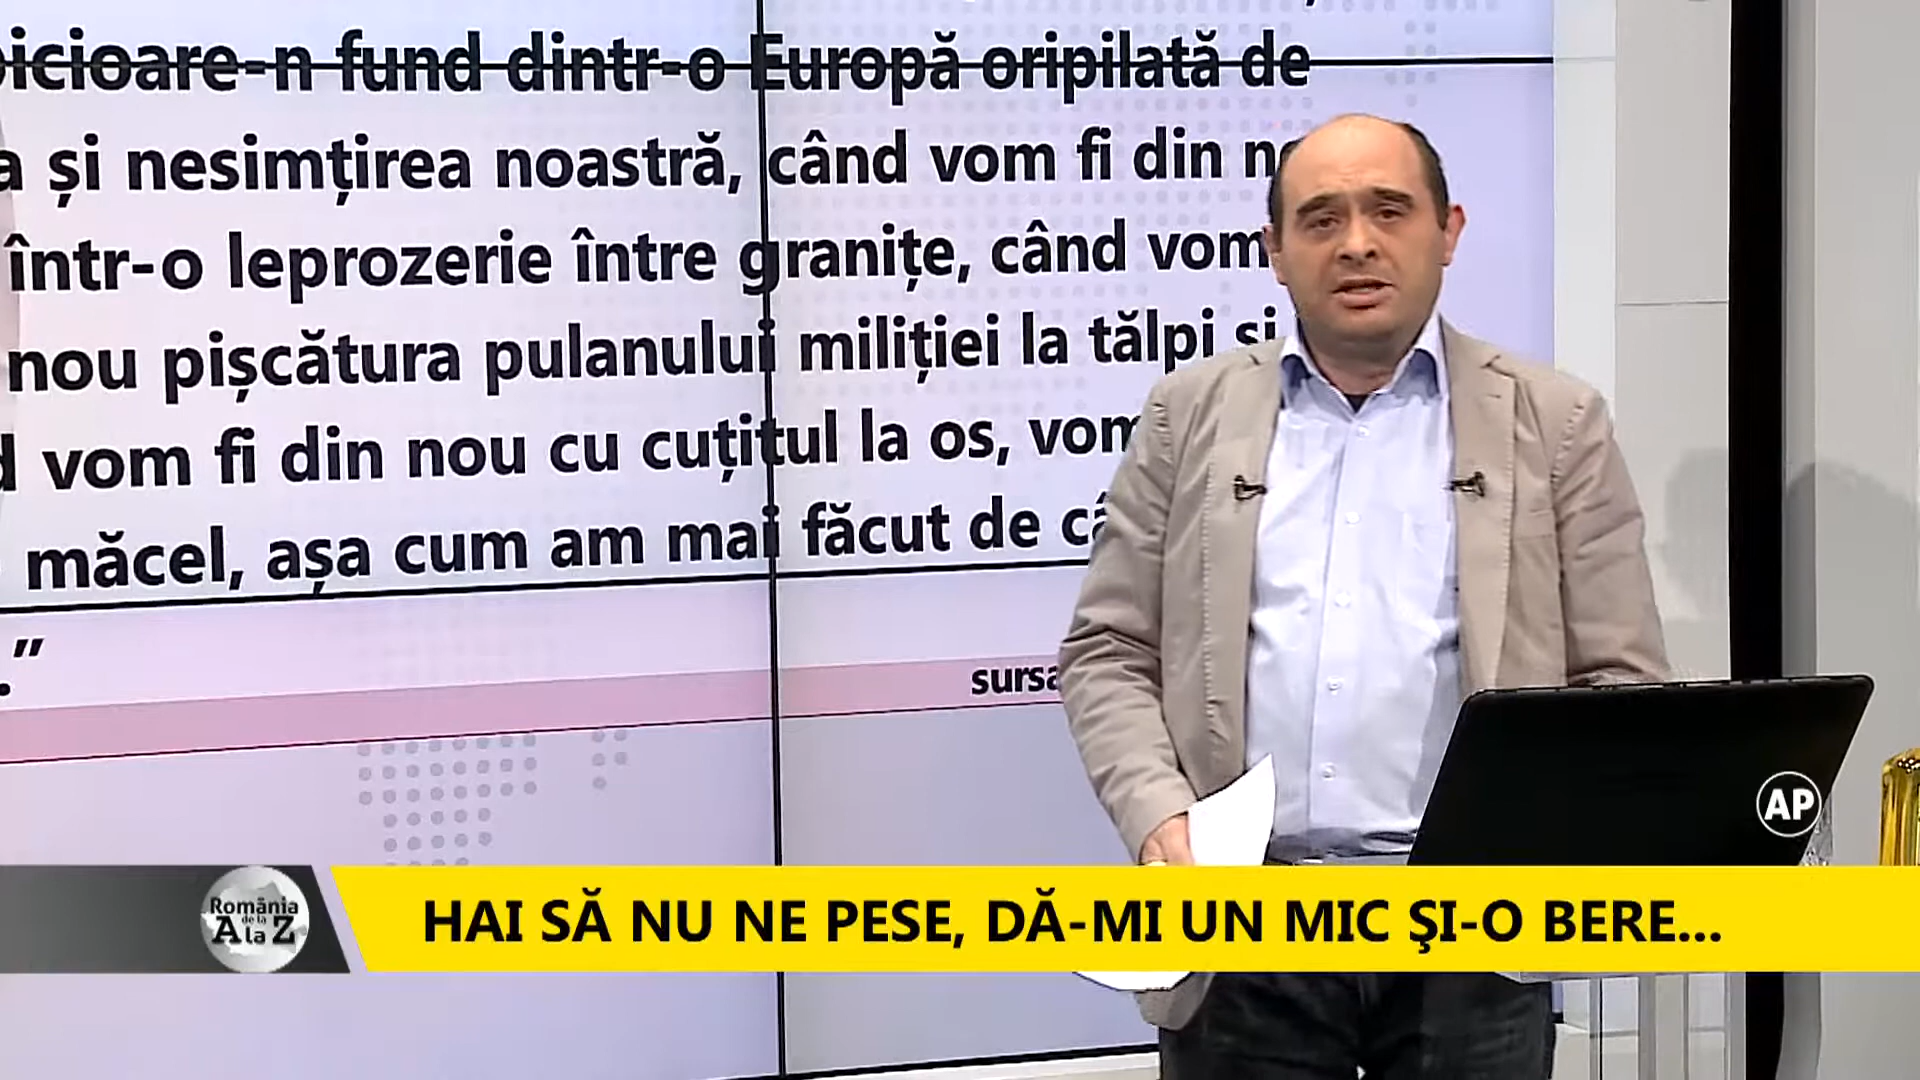 picioare-n fund dintr-o Europă oripilată de
a și nesimțirea noastră, când vom fi din
într-o leprozerie între granițe, când vom
nou pișcătura pulanului miliției la tălpi și
vom fi din nou cu cuțitul la os, vom
măcel, așa cum am mai făcut de
.”
sursa
AP
România
de la
A la Z
HAI SĂ NU NE PESE, DĂ-MI UN MIC ŞI-O BERE...